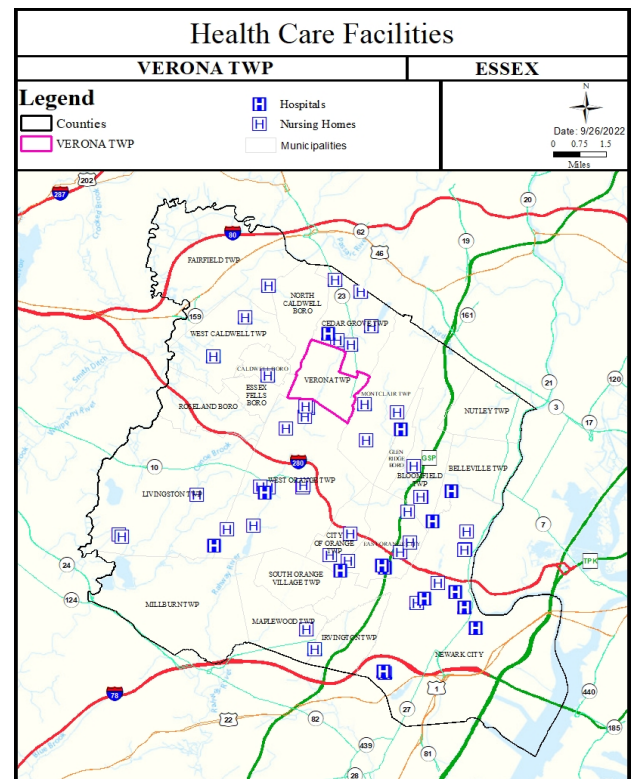 Health Care Facilities
VERONA TWP
ESSEX
Legend
Counties
VERONA TWP
H Hospitals
H Nursing Homes
Municipalities
N
Date: 9/26/2022
0 0.75 1.5
Miles
202
287
20
62
80
19
46
FAIRFIELD TWP
NORTH
CALDWELL
BORO
23
159
161
CEDAR GROVE TWP
WEST CALDWELL TWP
CALDWELL BORO
VERONA TWP
ESSEX
FELLS
BORO
MONTCLAIR TWP
21
120
3
ROSELAND BORO
NUTLEY TWP
17
GLEN
RIDGE
BORO
GSP
280
10
BLOOMFIELD
TWP
BELLEVILLE TWP
WEST ORANGE TWP
LIVINGSTON TWP
7
CITY
OF ORANGE
TWP
EAST ORANGE CITY
24
TPK
SOUTH ORANGE
VILLAGE TWP
124
MILLBURN TWP
MAPLEWOOD TWP
IRVINGTON TWP
NEWARK CITY
78
1
440
27
22
82
185
439
81
28